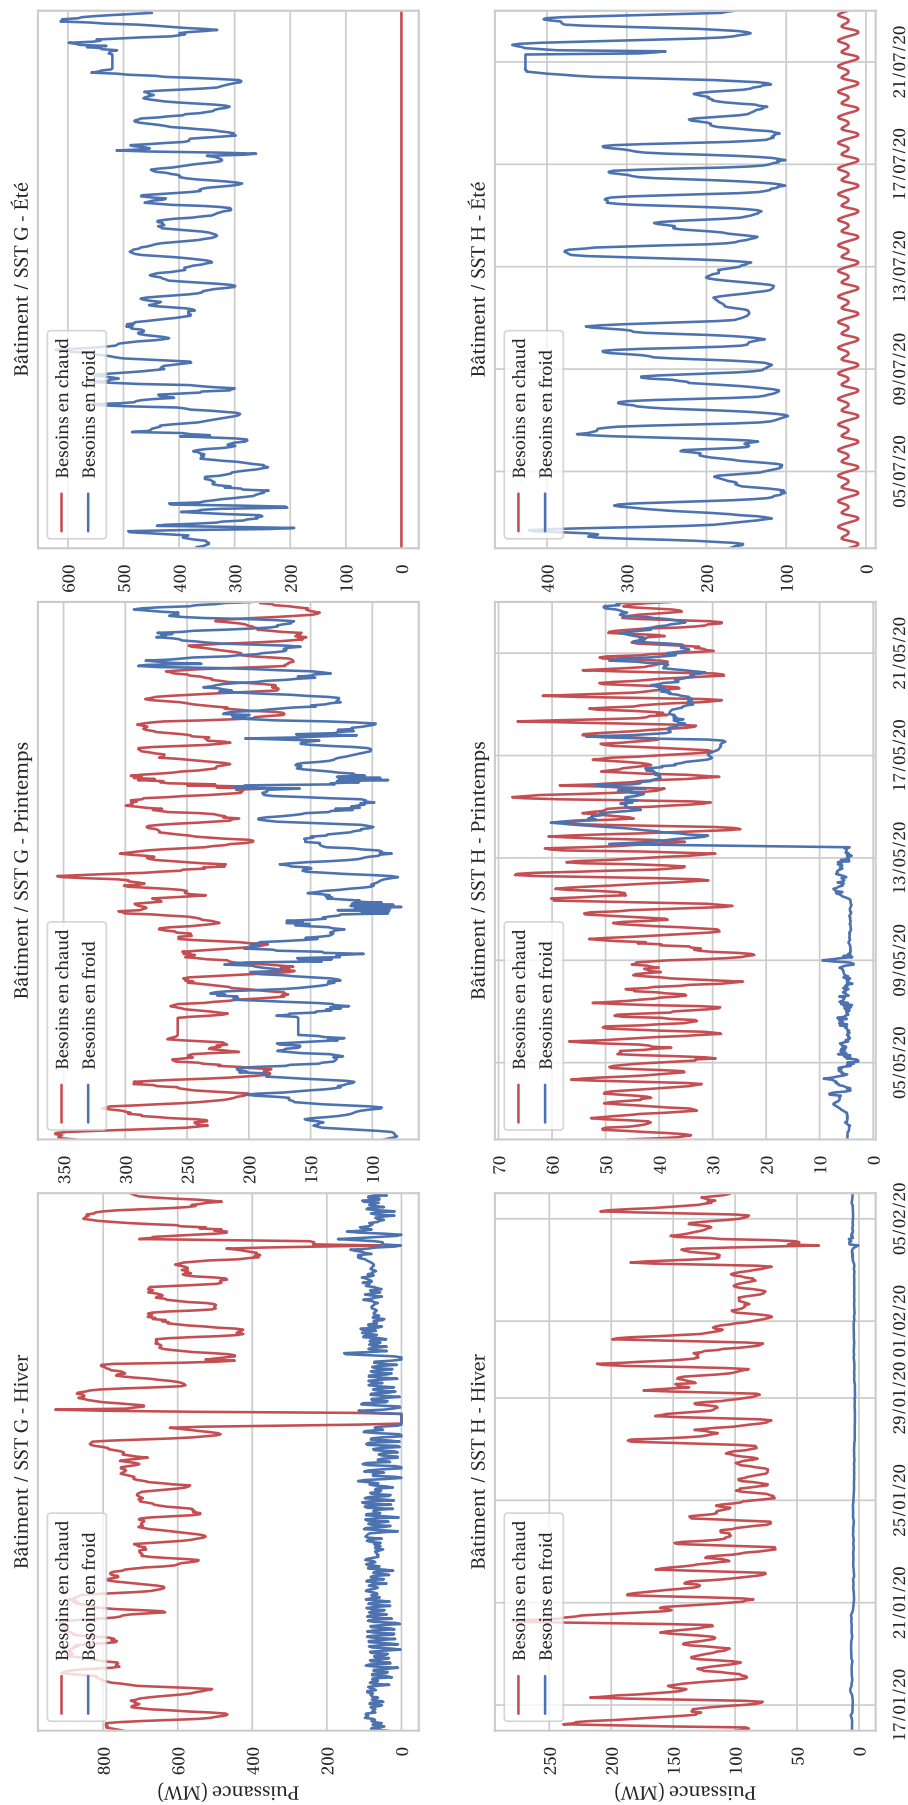 Bâtiment / SST G - Hiver
Besoins en chaud
Besoins en froid
Puissance (MW)
800
600
400
200
0
Bâtiment / SST G - Printemps
Besoins en chaud
Besoins en froid
350
300
250
200
150
100
Bâtiment / SST G - Été
Besoins en chaud
Besoins en froid
600
500
400
300
200
100
0
Bâtiment / SST H - Hiver
Besoins en chaud
Besoins en froid
Puissance (MW)
250
200
150
100
50
0
17/01/20 21/01/20 25/01/20 29/01/20 01/02/20 05/02/20
Bâtiment / SST H - Printemps
Besoins en chaud
Besoins en froid
70
60
50
40
30
20
10
0
05/05/20 09/05/20 13/05/20 17/05/20 21/05/20
Bâtiment / SST H - Été
Besoins en chaud
Besoins en froid
400
300
200
100
0
05/07/20 09/07/20 13/07/20 17/07/20 21/07/20